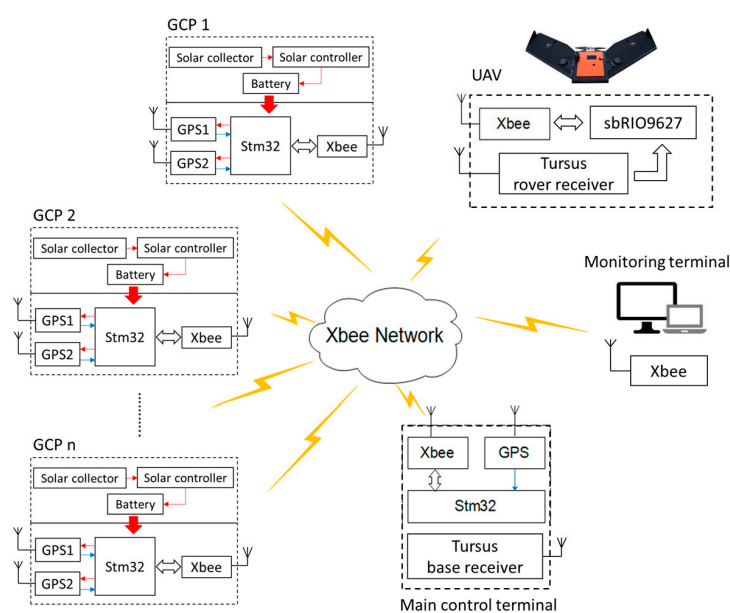 GCP 1
Solar collector
Solar controller
Battery
GPS1
GPS2
Stm32
Xbee
UAV
Xbee
sbRIO9627
Tursus
rover receiver
GCP 2
Solar collector
Solar controller
Battery
GPS1
GPS2
Stm32
Xbee
Xbee Network
Monitoring terminal
Xbee
GCP n
Solar collector
Solar controller
Battery
GPS1
GPS2
Stm32
Xbee
Xbee
GPS
Stm32
Tursus
base receiver
Main control terminal